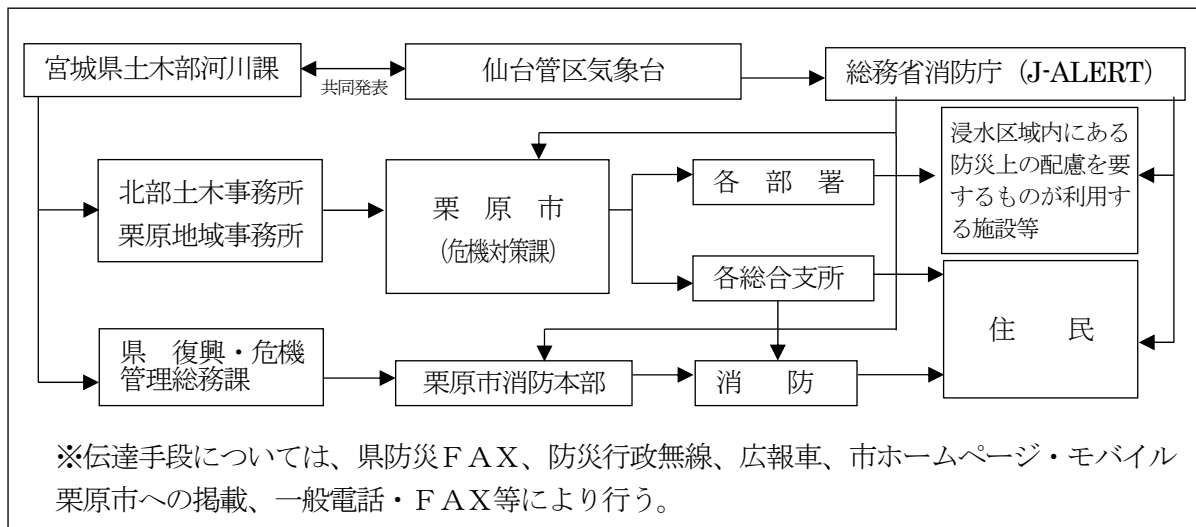 宮城県土木部河川課
共同発表
仙台管区気象台
総務省消防庁（J-ALERT）
北部土木事務所
栗原地域事務所
栗　原　市
(危機対策課)
各　部　署
浸水区域内にある
防災上の配慮を要
するものが利用す
る施設等
各総合支所
住　　民
県　復興・危機
管理総務課
栗原市消防本部
消　　防
※伝達手段については、県防災ＦＡＸ、防災行政無線、広報車、市ホームページ・モバイル
栗原市への掲載、一般電話・ＦＡＸ等により行う。